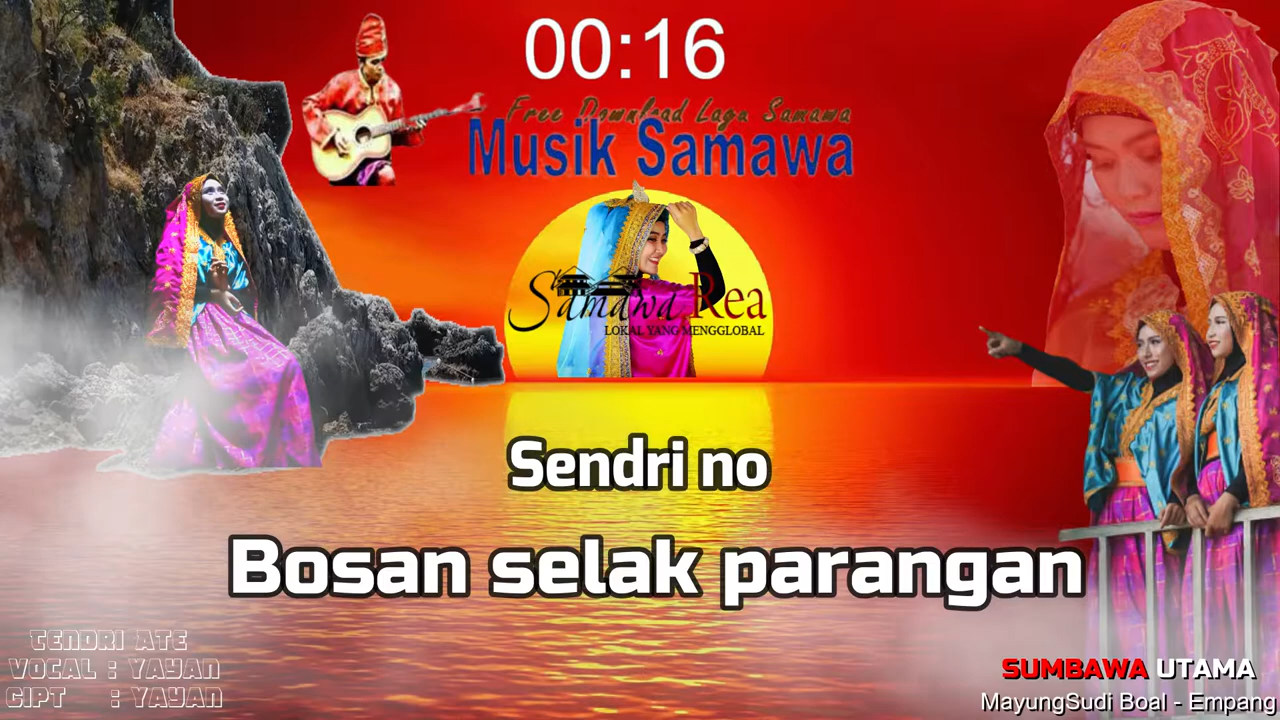 00:16
Free Download Lagu Samawa
Musik Samawa
Samawa Rea
LOKAL YANG MENGGLOBAL
Sendri no
Bosan selak parangan
TENDRI ATE
VOCAL : YAYAN
CIPT : YAYAN
SUMBAWA UTAMA
MayungSudi Boal - Empang